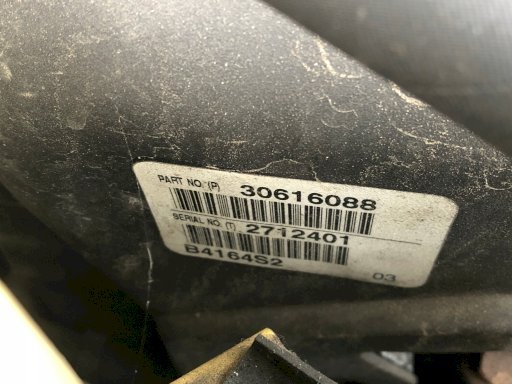 PART NO. (P) 30616088
SERIAL NO. (T) 2712401
B4164S2 03